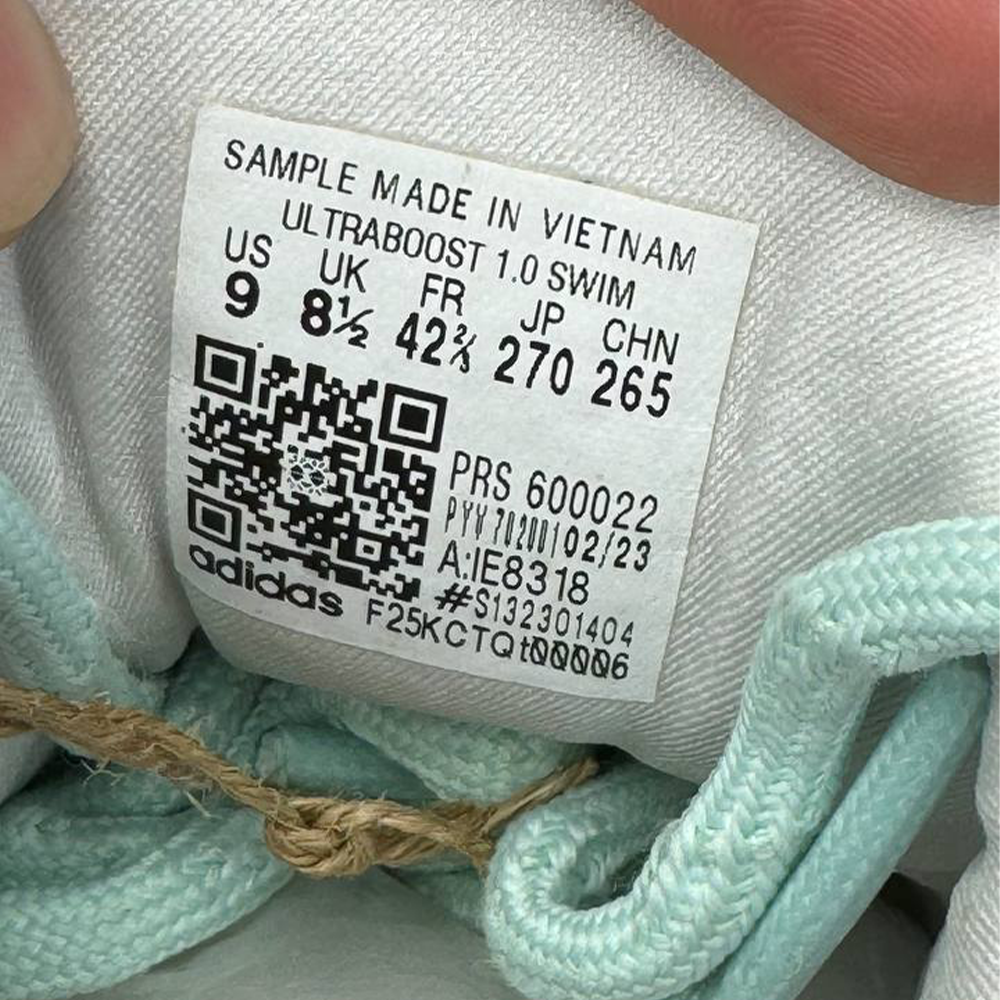 SAMPLE MADE IN VIETNAM
ULTRABOOST 1.0 SWIM
US UK FR JP CHN
9 8½ 42⅔ 270 265
PRS 600022
02/23
A:IE8318
#S132301404
adidas F25KCTQt00006